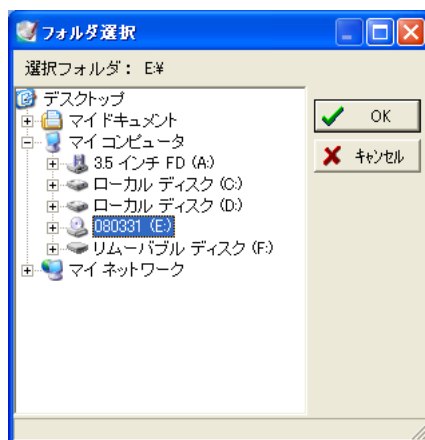 フォルダ選択
選択フォルダ： E:¥
デスクトップ
マイ ドキュメント
マイ コンピュータ
3.5 インチ FD (A:)
ローカル ディスク (C:)
ローカル ディスク (D:)
080331 (E:)
リムーバブル ディスク (F:)
マイ ネットワーク
OK
キャンセル